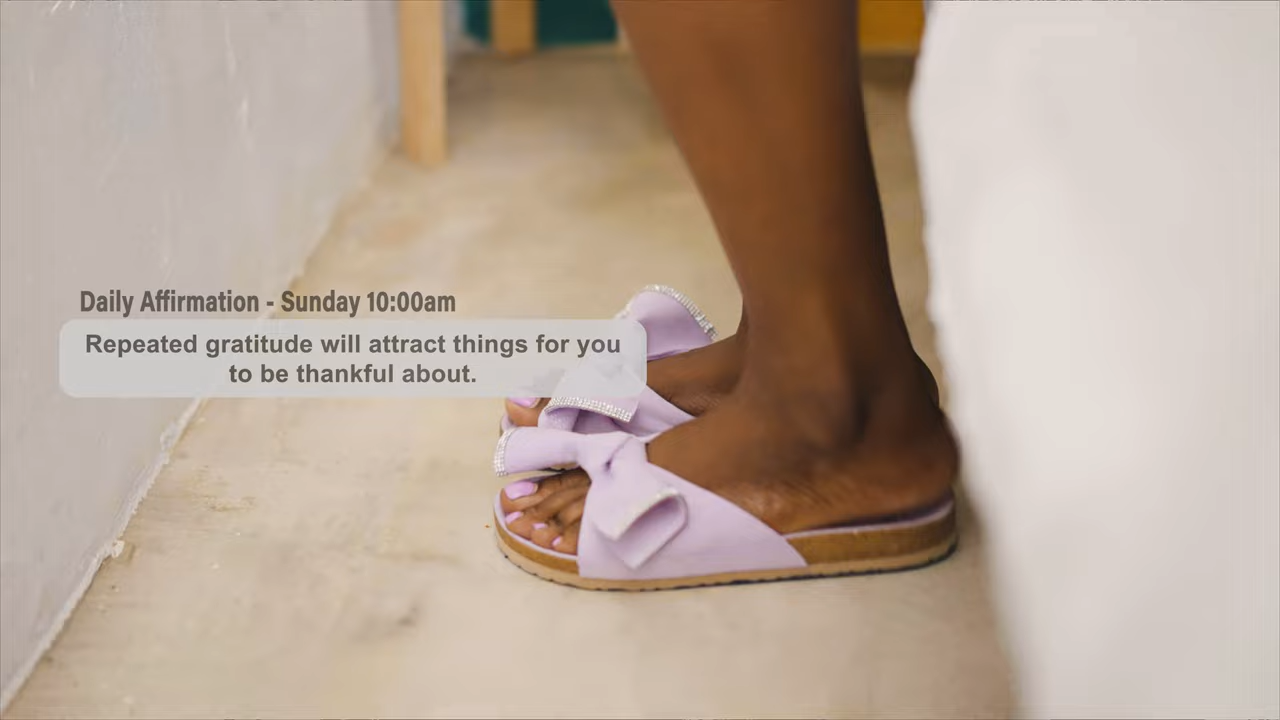 Daily Affirmation - Sunday 10:00am
Repeated gratitude will attract things for you
to be thankful about.